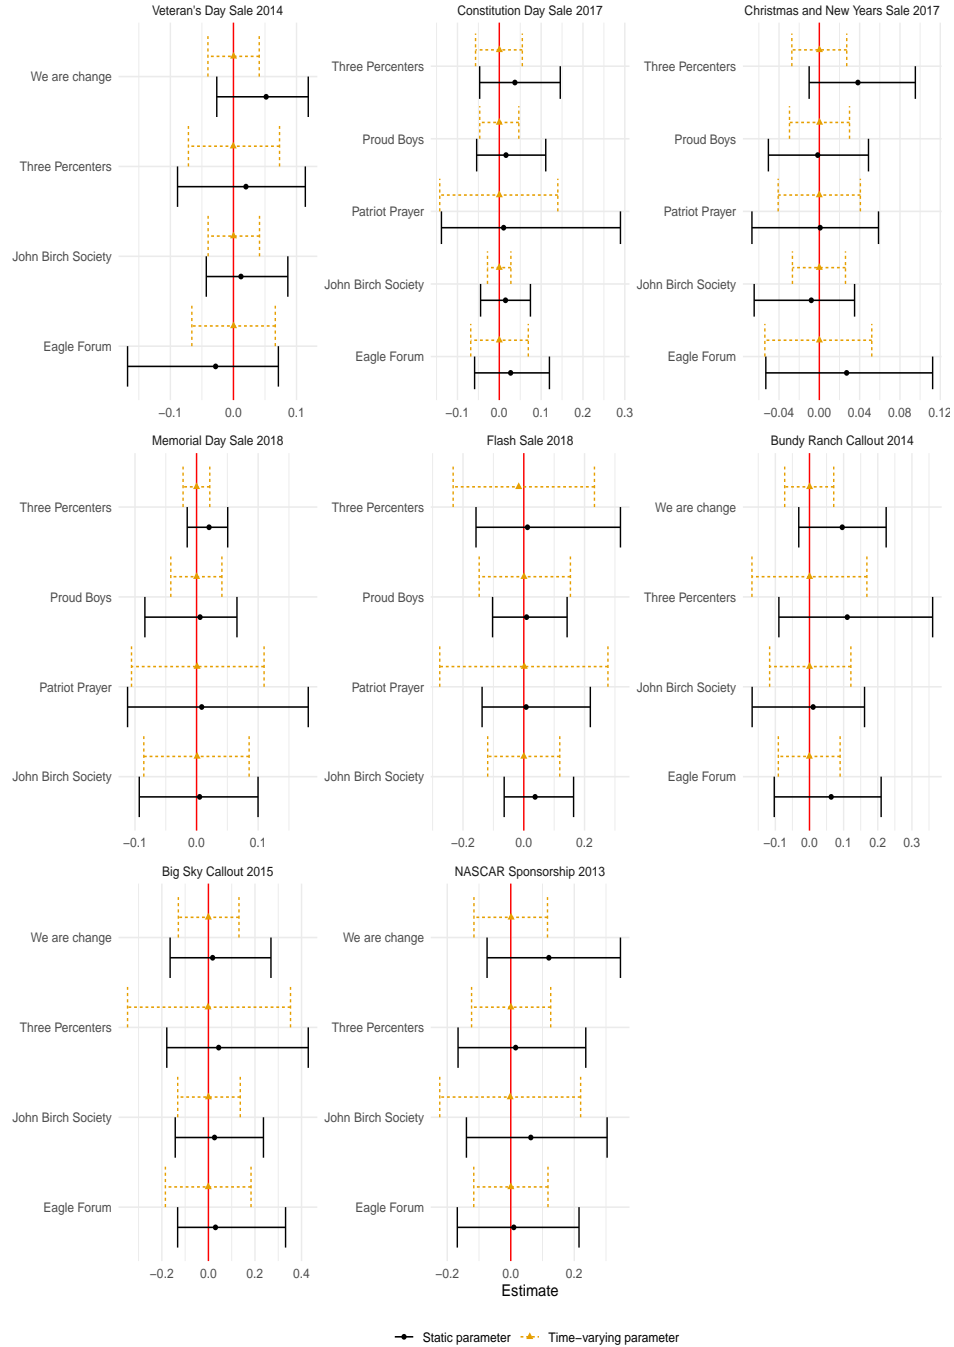 Veteran's Day Sale 2014
We are change
Three Percenters
John Birch Society
Eagle Forum
−0.1 0.0 0.1
Constitution Day Sale 2017
Three Percenters
Proud Boys
Patriot Prayer
John Birch Society
Eagle Forum
−0.1 0.0 0.1 0.2 0.3
Christmas and New Years Sale 2017
Three Percenters
Proud Boys
Patriot Prayer
John Birch Society
Eagle Forum
−0.04 0.00 0.04 0.08 0.12
Memorial Day Sale 2018
Three Percenters
Proud Boys
Patriot Prayer
John Birch Society
−0.1 0.0 0.1
Flash Sale 2018
Three Percenters
Proud Boys
Patriot Prayer
John Birch Society
−0.2 0.0 0.2
Bundy Ranch Callout 2014
We are change
Three Percenters
John Birch Society
Eagle Forum
−0.1 0.0 0.1 0.2 0.3
Big Sky Callout 2015
We are change
Three Percenters
John Birch Society
Eagle Forum
−0.2 0.0 0.2 0.4
NASCAR Sponsorship 2013
We are change
Three Percenters
John Birch Society
Eagle Forum
−0.2 0.0 0.2
Estimate
Static parameter Time−varying parameter